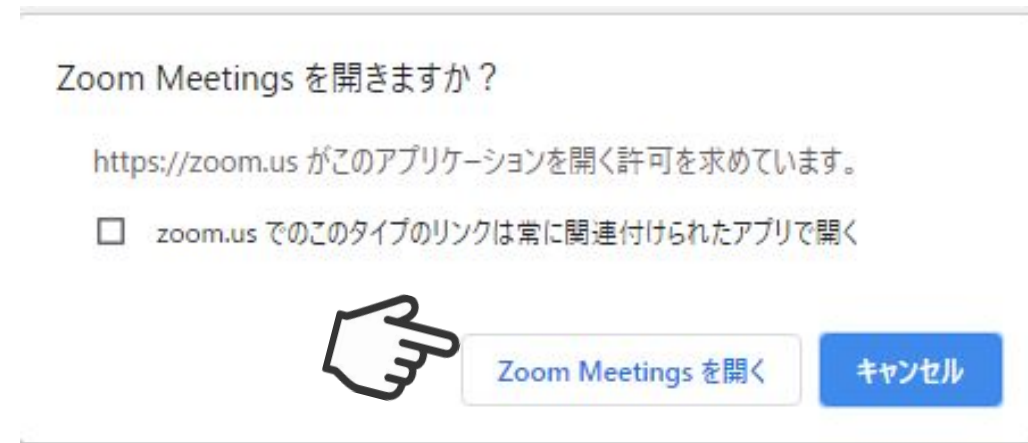 Zoom Meetings を開きますか？
https://zoom.us がこのアプリケーションを開く許可を求めています。
zoom.us でのこのタイプのリンクは常に関連付けられたアプリで開く
Zoom Meetings を開く
キャンセル